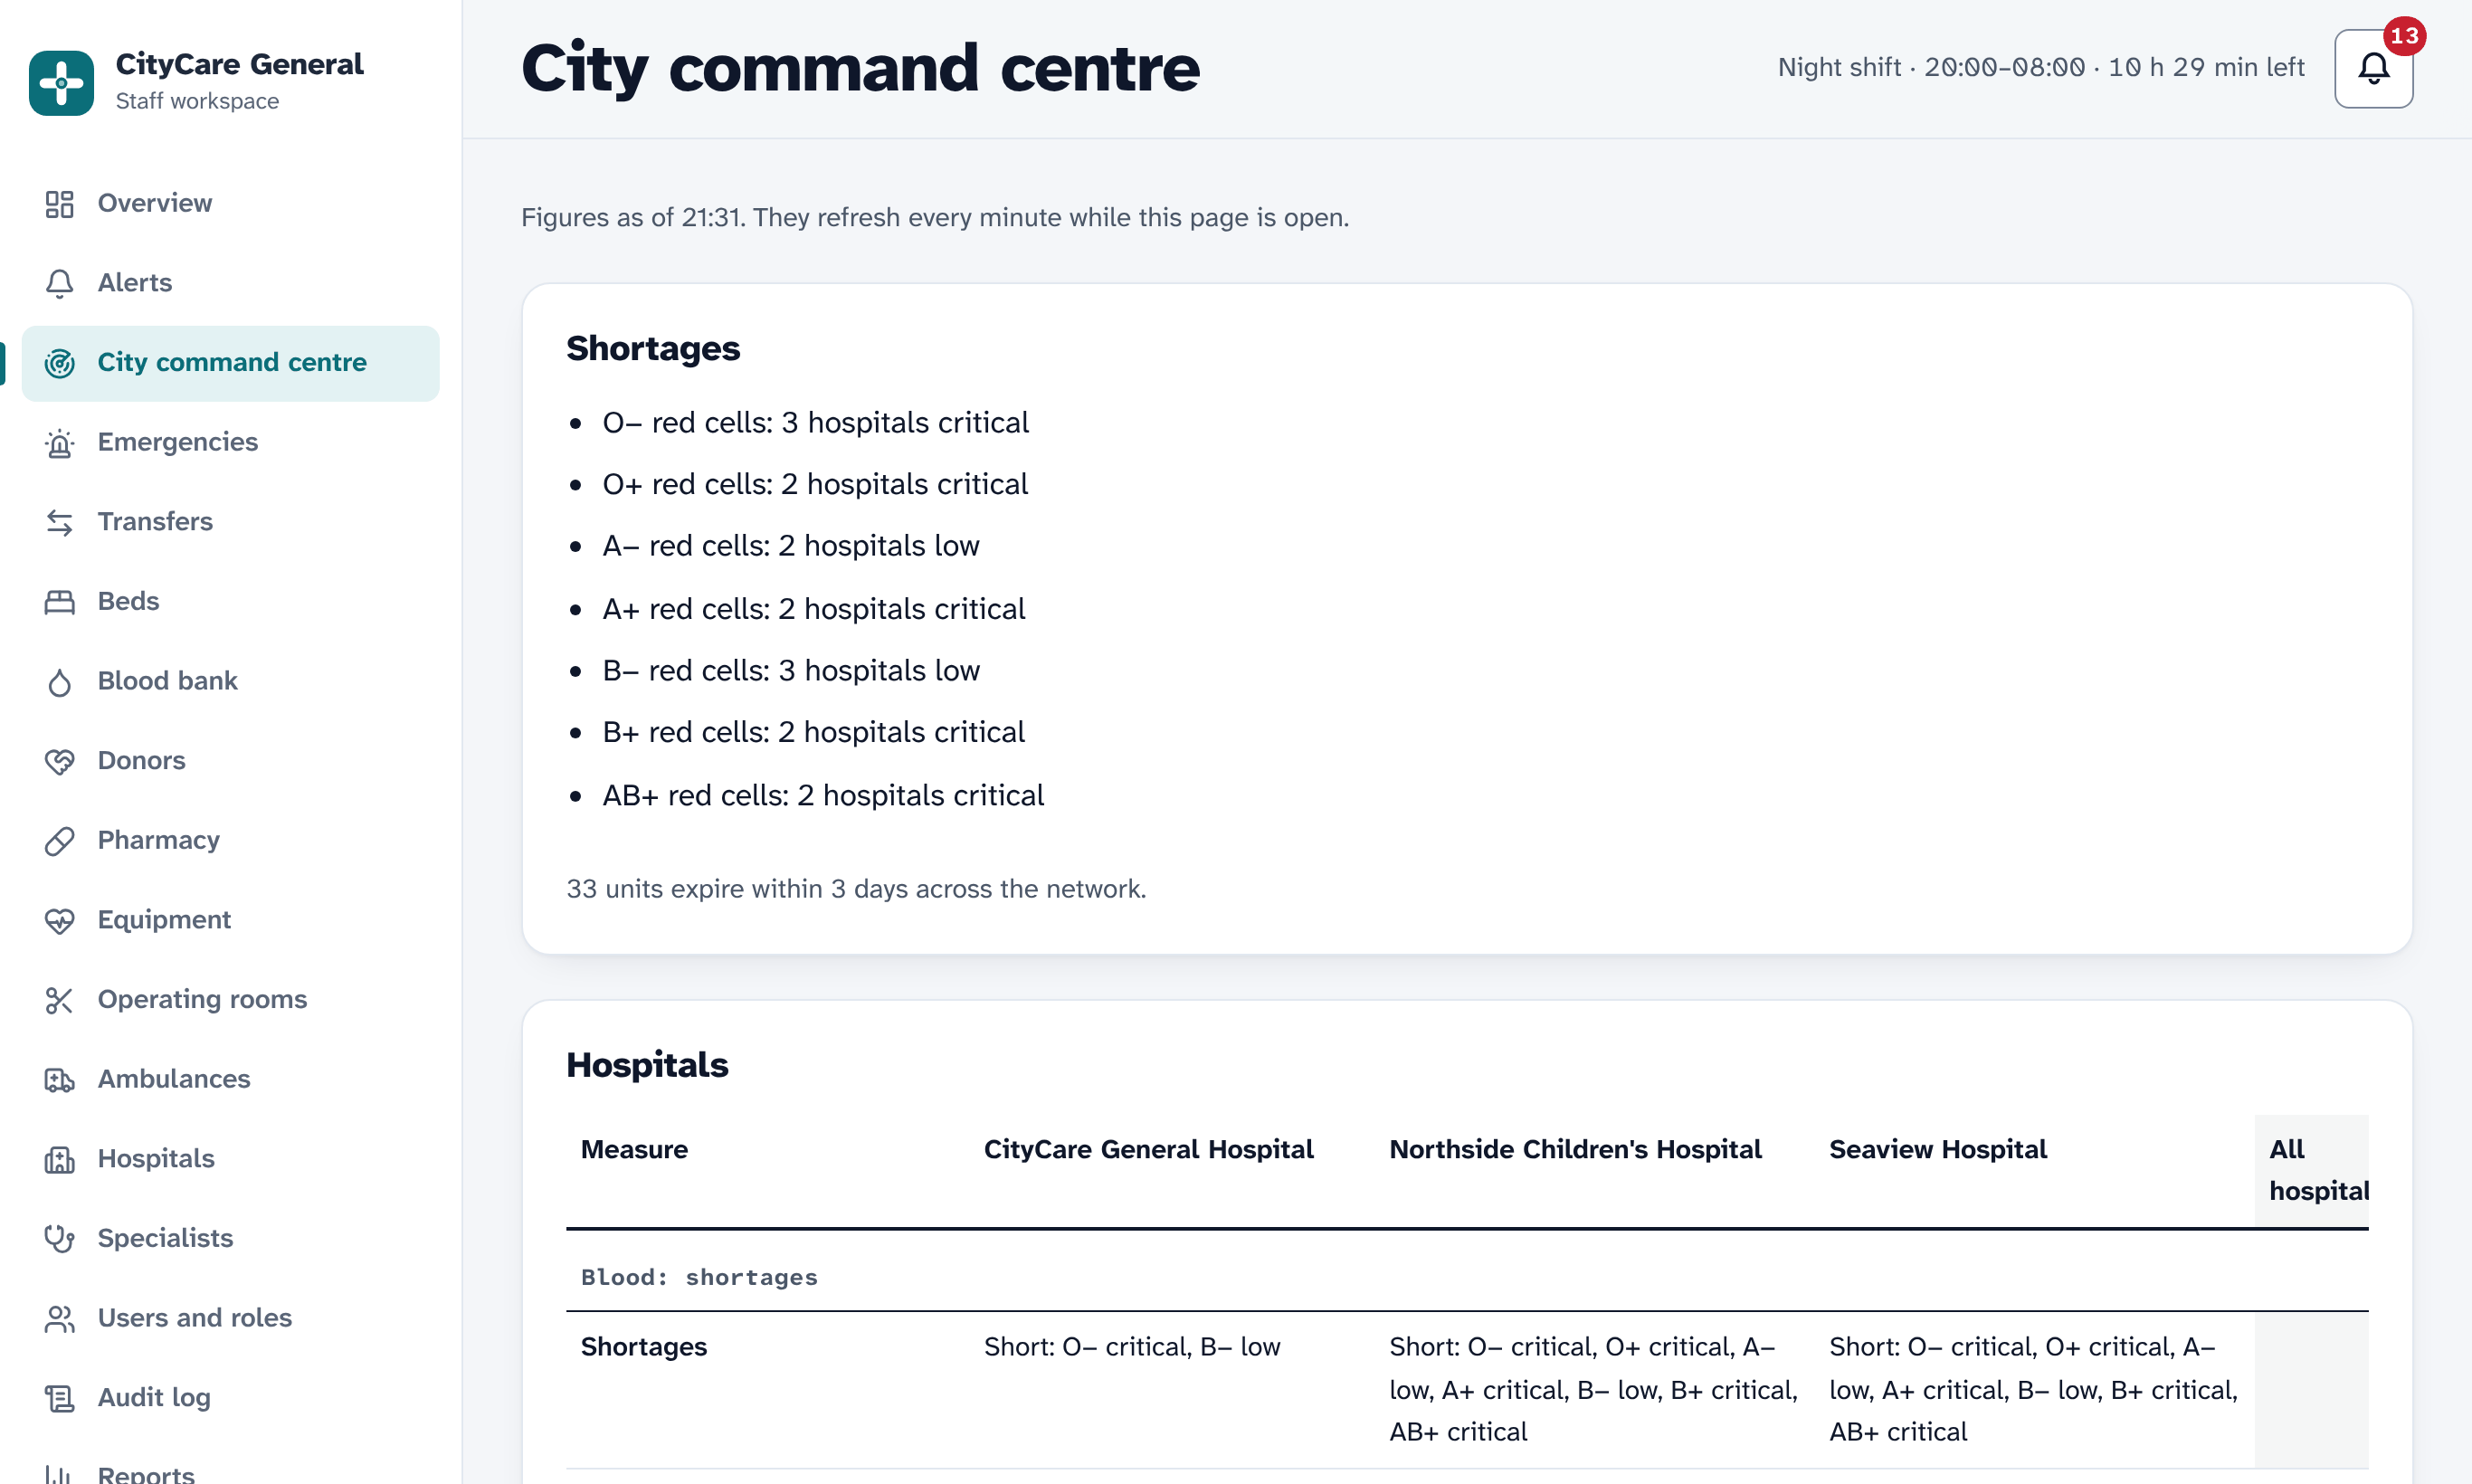 CityCare General
Staff workspace
Overview
Alerts
City command centre
Emergencies
Transfers
Beds
Blood bank
Donors
Pharmacy
Equipment
Operating rooms
Ambulances
Hospitals
Specialists
Users and roles
Audit log
Reports
City command centre
Night shift · 20:00–08:00 · 10 h 29 min left
13
Figures as of 21:31. They refresh every minute while this page is open.
Shortages
• O− red cells: 3 hospitals critical
• O+ red cells: 2 hospitals critical
• A− red cells: 2 hospitals low
• A+ red cells: 2 hospitals critical
• B− red cells: 3 hospitals low
• B+ red cells: 2 hospitals critical
• AB+ red cells: 2 hospitals critical
33 units expire within 3 days across the network.
Hospitals
Measure
CityCare General Hospital
Northside Children's Hospital
Seaview Hospital
All
hospital
Blood: shortages
Shortages
Short: O− critical, B− low
Short: O− critical, O+ critical, A−
low, A+ critical, B− low, B+ critical,
AB+ critical
Short: O− critical, O+ critical, A−
low, A+ critical, B− low, B+ critical,
AB+ critical